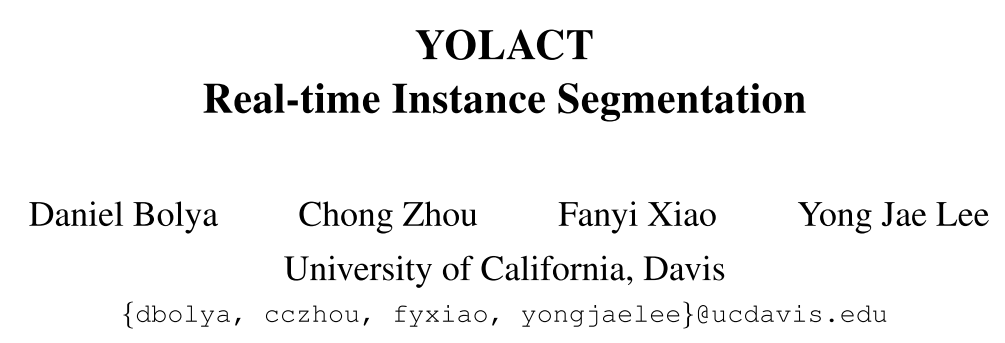 YOLACT
Real-time Instance Segmentation
Daniel Bolya Chong Zhou Fanyi Xiao Yong Jae Lee
University of California, Davis
{dbolya, cczhou, fyxiao, yongjaelee}@ucdavis.edu